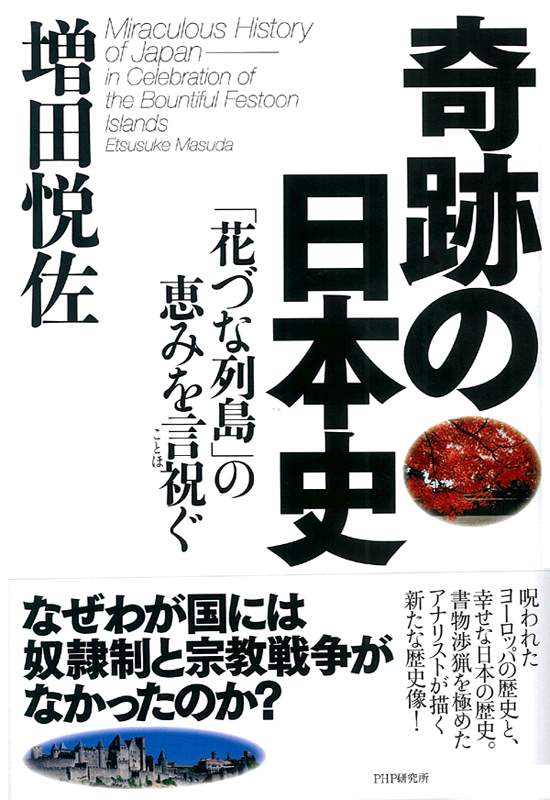 奇跡の
日本史
「花づな列島」の
恵みを言祝ぐ
ことほ
増田悦佐
Miraculous History
of Japan
in Celebration of
the Bountiful Festoon
Islands
Etsusuke Masuda
なぜわが国には
奴隷制と宗教戦争が
なかったのか?
呪われた
ヨーロッパの歴史と、
幸せな日本の歴史。
書物渉猟を極めた
アナリストが描く
新たな歴史像!
PHP研究所